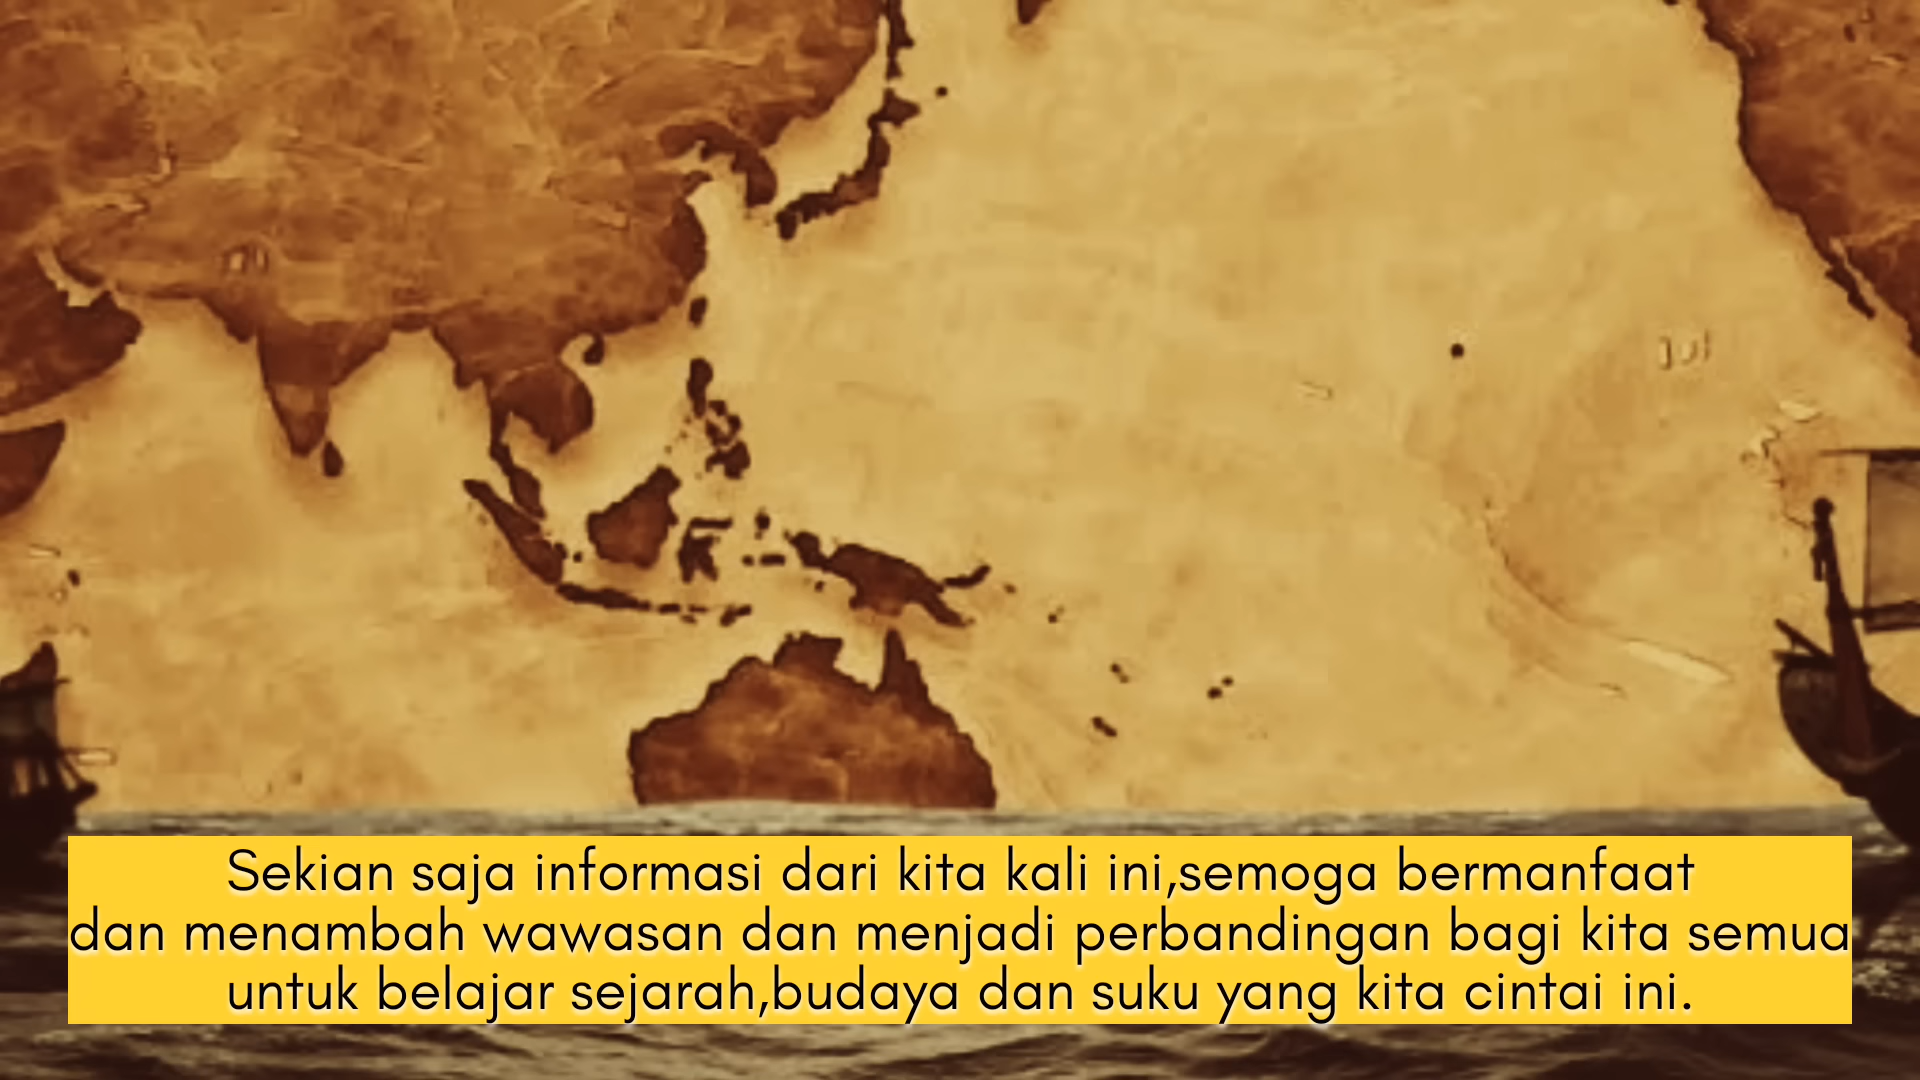 Sekian saja informasi dari kita kali ini,semoga bermanfaat
dan menambah wawasan dan menjadi perbandingan bagi kita semua
untuk belajar sejarah,budaya dan suku yang kita cintai ini.